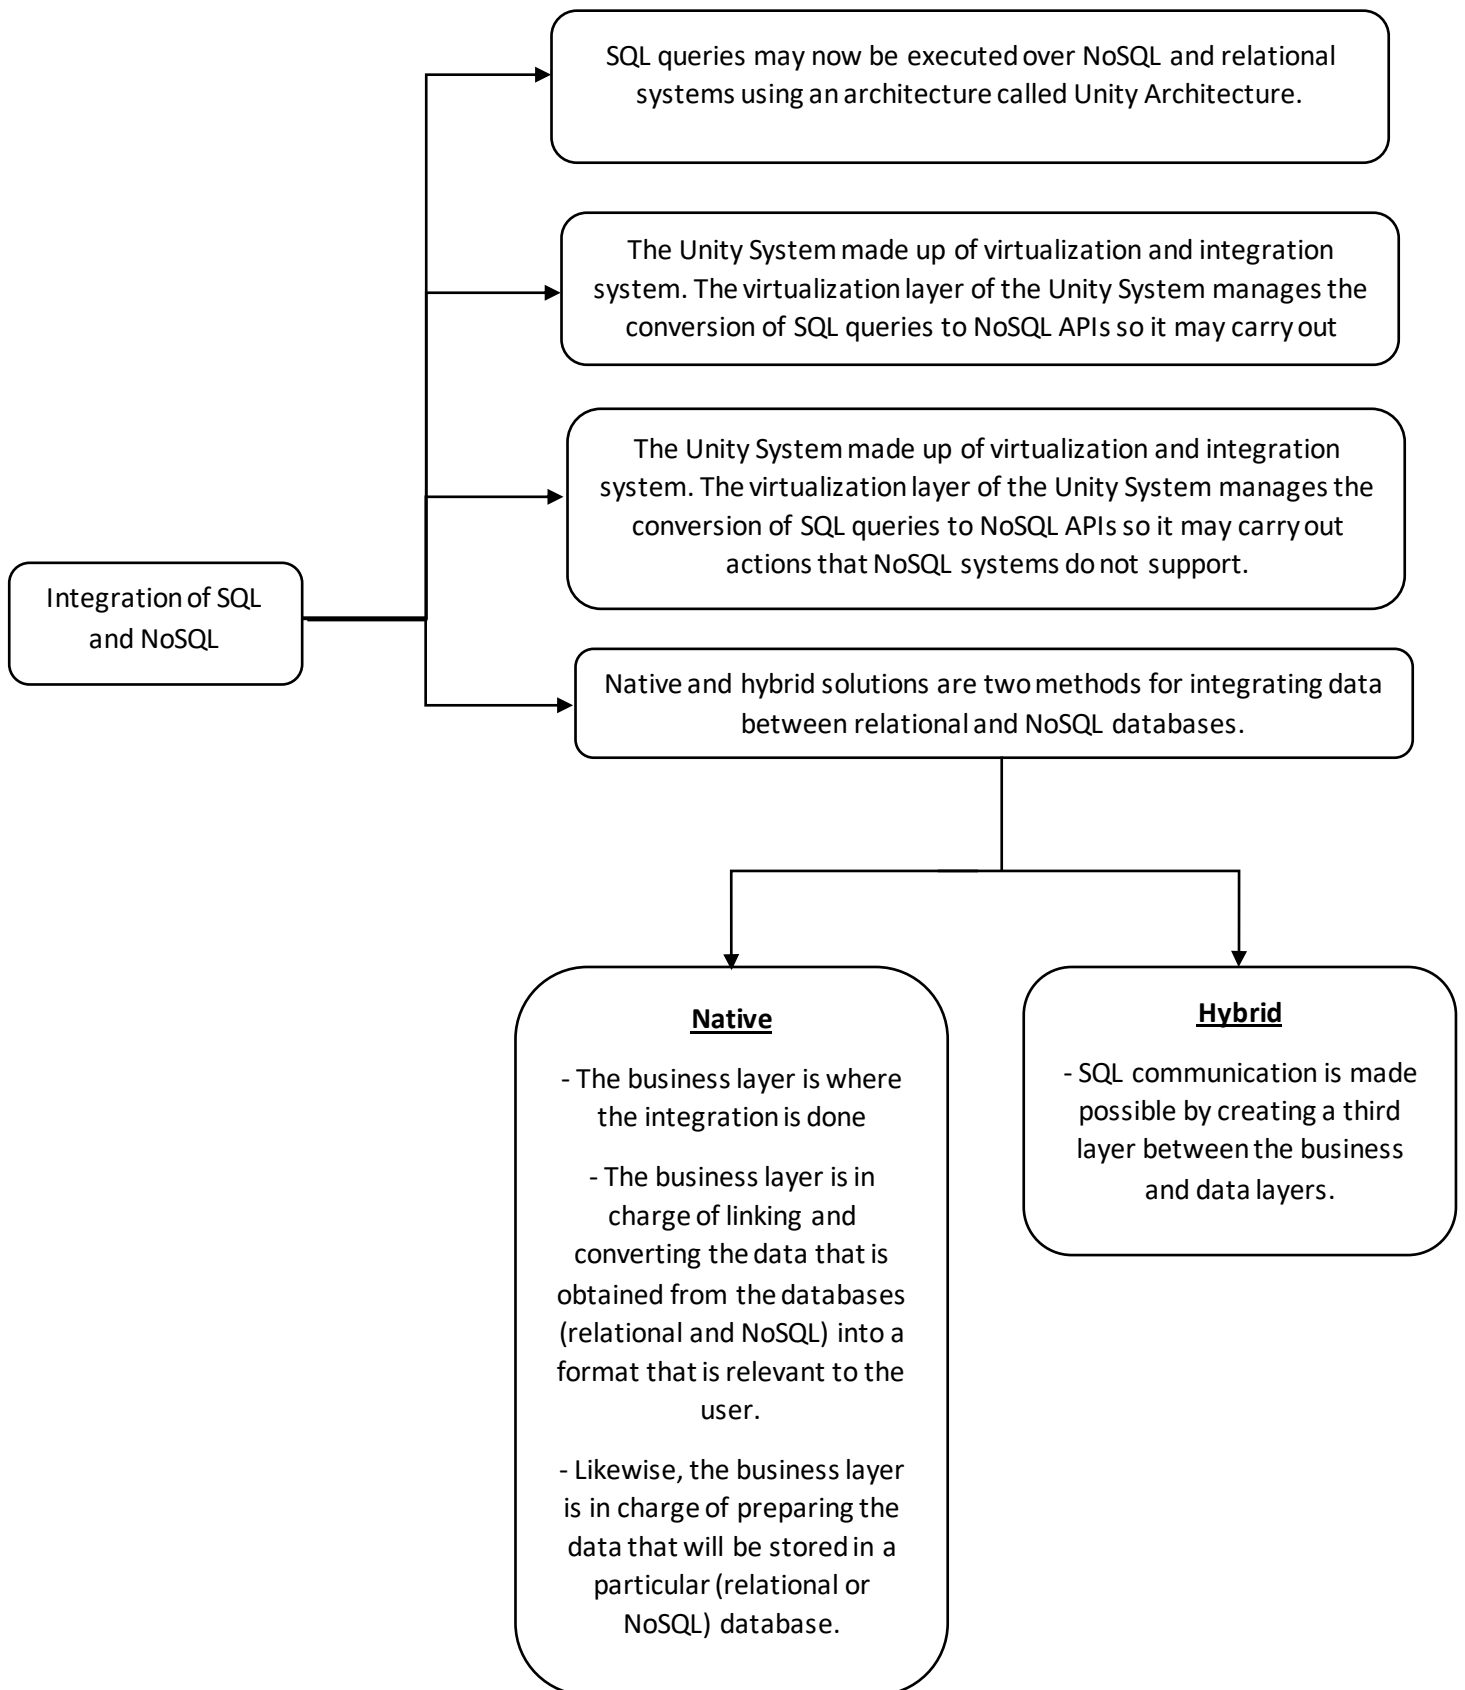 SQL queries may now be executed over NoSQL and relational
systems using an architecture called Unity Architecture.
The Unity System made up of virtualization and integration
system. The virtualization layer of the Unity System manages the
conversion of SQL queries to NoSQL APIs so it may carry out
The Unity System made up of virtualization and integration
system. The virtualization layer of the Unity System manages the
conversion of SQL queries to NoSQL APIs so it may carry out
actions that NoSQL systems do not support.
Integration of SQL
and NoSQL
Native and hybrid solutions are two methods for integrating data
between relational and NoSQL databases.
Native
- The business layer is where
the integration is done
- The business layer is in
charge of linking and
converting the data that is
obtained from the databases
(relational and NoSQL) into a
format that is relevant to the
user.
- Likewise, the business layer
is in charge of preparing the
data that will be stored in a
particular (relational or
NoSQL) database.
Hybrid
- SQL communication is made
possible by creating a third
layer between the business
and data layers.